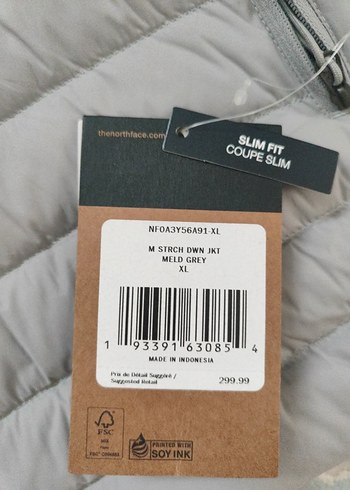 thenorthface.com
SLIM FIT
COUPE SLIM
NF0A3Y56A91-XL
M STRCH DWN JKT
MELD GREY
XL
1 93391 63085 4
MADE IN INDONESIA
Prix de Détail Suggéré /
Suggested Retail 299.99
FSC
MIX
PRINTED WITH
SOY INK